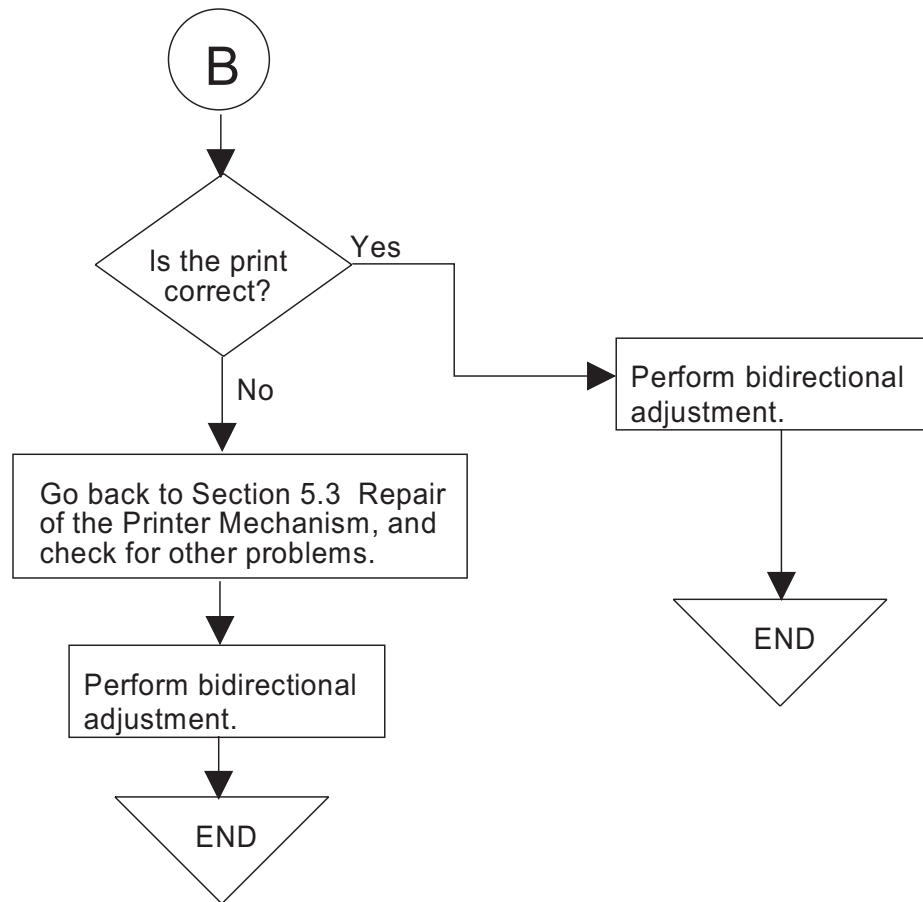 B
Is the print
correct?
Yes
No
Perform bidirectional
adjustment.
Go back to Section 5.3  Repair
of the Printer Mechanism, and
check for other problems.
END
Perform bidirectional
adjustment.
END